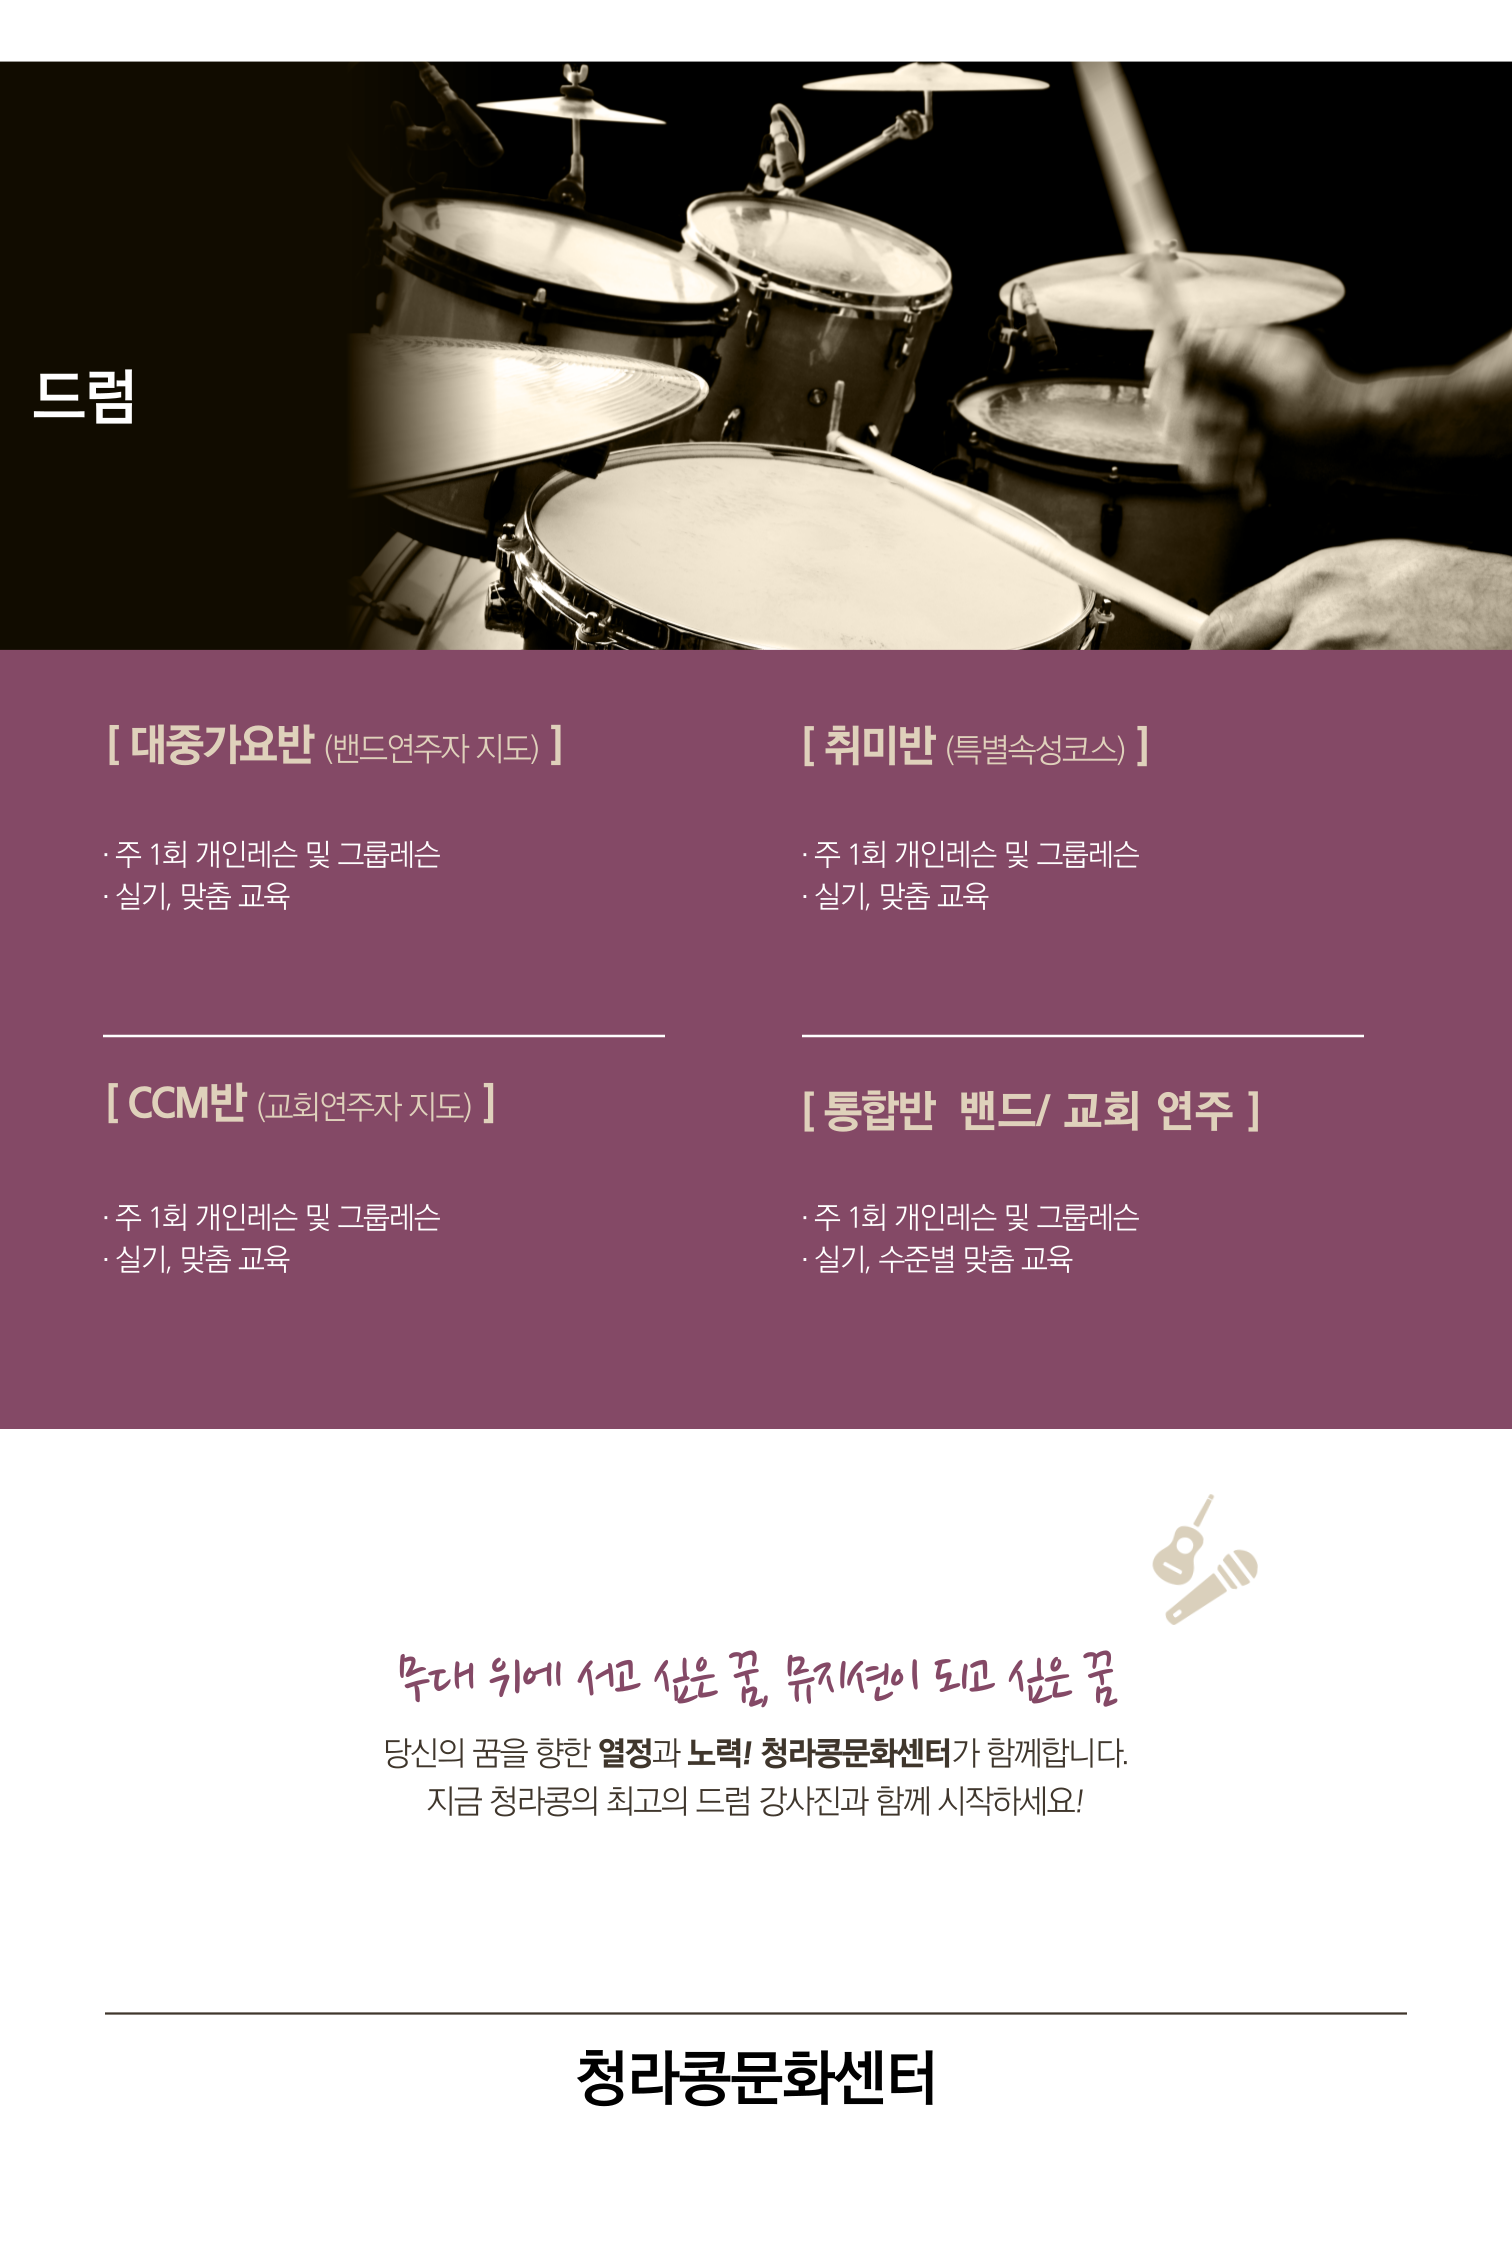 드럼
[ 대중가요반 (밴드연주자 지도) ]
· 주 1회 개인레슨 및 그룹레슨
· 실기, 맞춤 교육
[ 취미반 (특별속성코스) ]
· 주 1회 개인레슨 및 그룹레슨
· 실기, 맞춤 교육
[ CCM반 (교회연주자 지도) ]
· 주 1회 개인레슨 및 그룹레슨
· 실기, 맞춤 교육
[ 통합반 밴드/ 교회 연주 ]
· 주 1회 개인레슨 및 그룹레슨
· 실기, 수준별 맞춤 교육
무대 위에 서고 싶은 꿈, 뮤지션이 되고 싶은 꿈
당신의 꿈을 향한 열정과 노력! 청라콩문화센터가 함께합니다.
지금 청라콩의 최고의 드럼 강사진과 함께 시작하세요!
청라콩문화센터